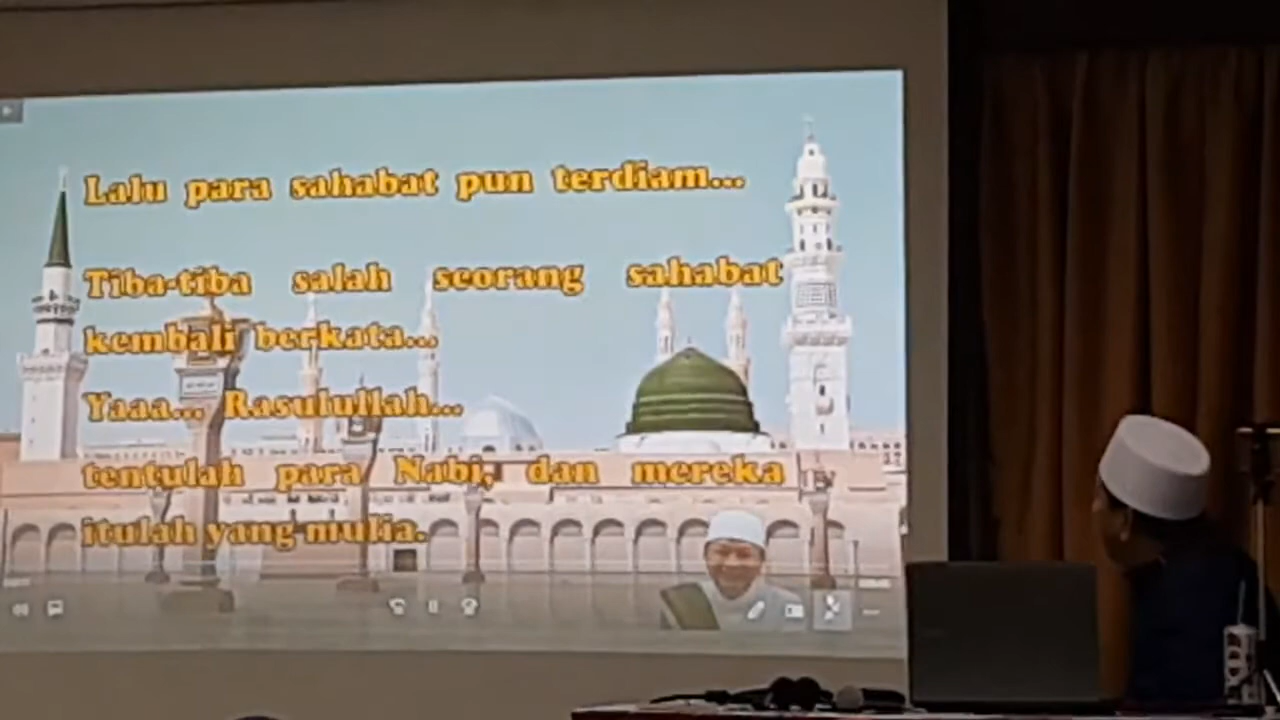 Lalu para sahabat pun terdiam...
Tiba-tiba salah seorang sahabat
kembali berkata...
Yaaa... Rasulullah...
tentulah para Nabi, dan mereka
itulah yang mulia.